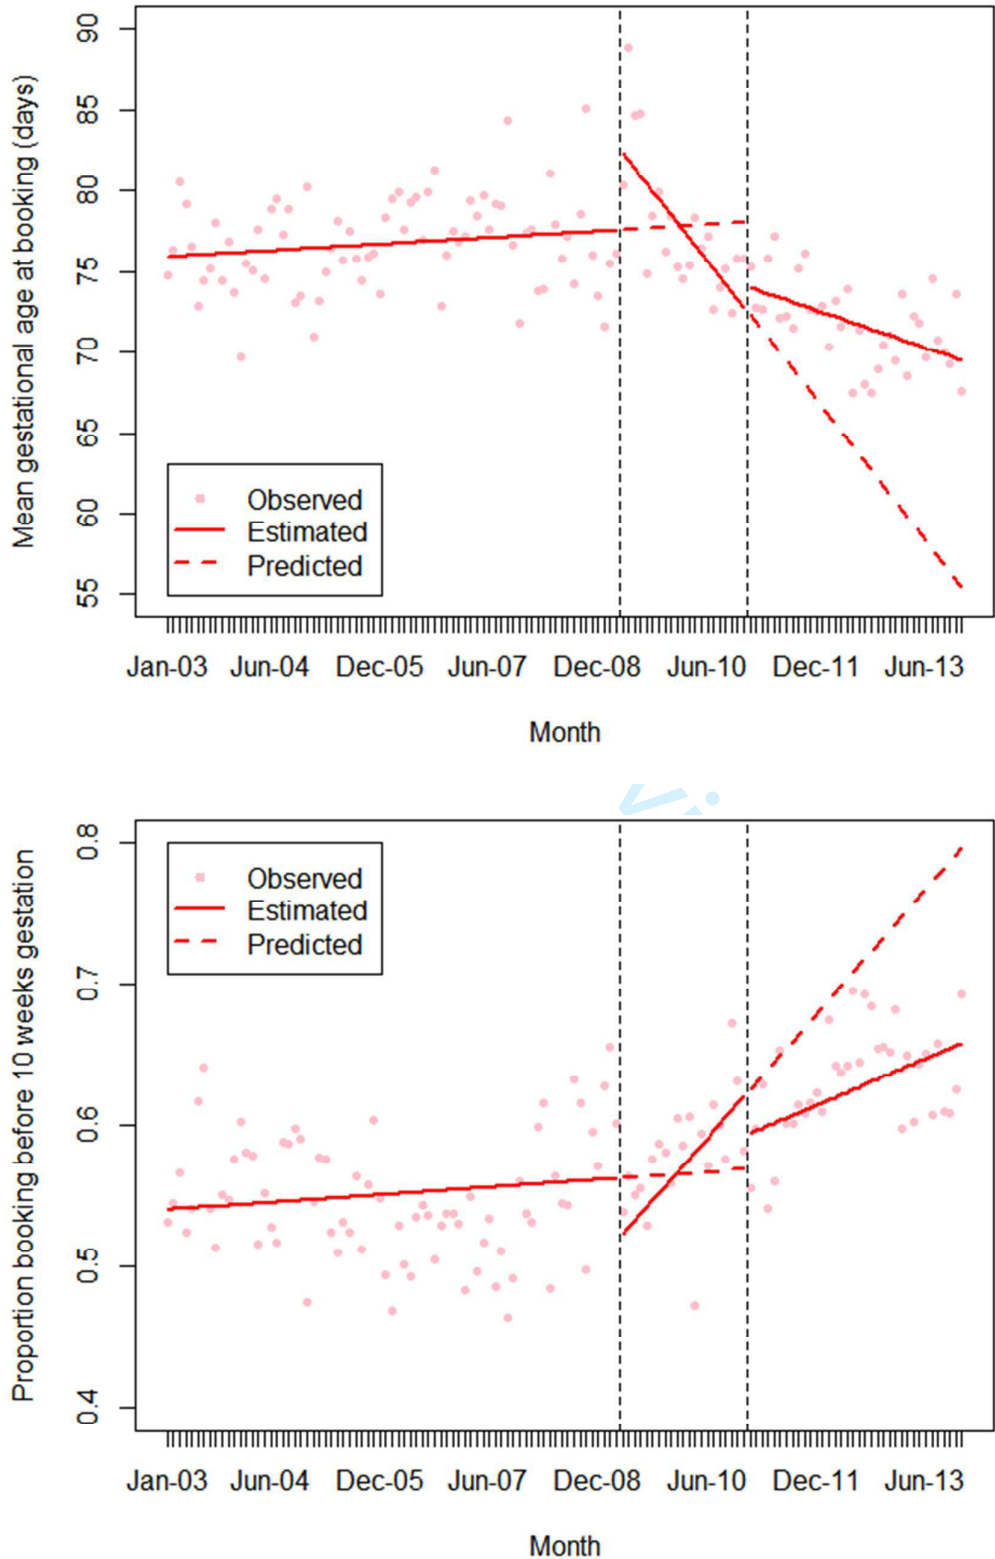 Mean gestational age at booking (days)
90
85
80
75
70
65
60
55
Observed
Estimated
Predicted
Jan-03 Jun-04 Dec-05 Jun-07 Dec-08 Jun-10 Dec-11 Jun-13
Month
Proportion booking before 10 weeks gestation
0.8
0.7
0.6
0.5
0.4
Observed
Estimated
Predicted
Jan-03 Jun-04 Dec-05 Jun-07 Dec-08 Jun-10 Dec-11 Jun-13
Month